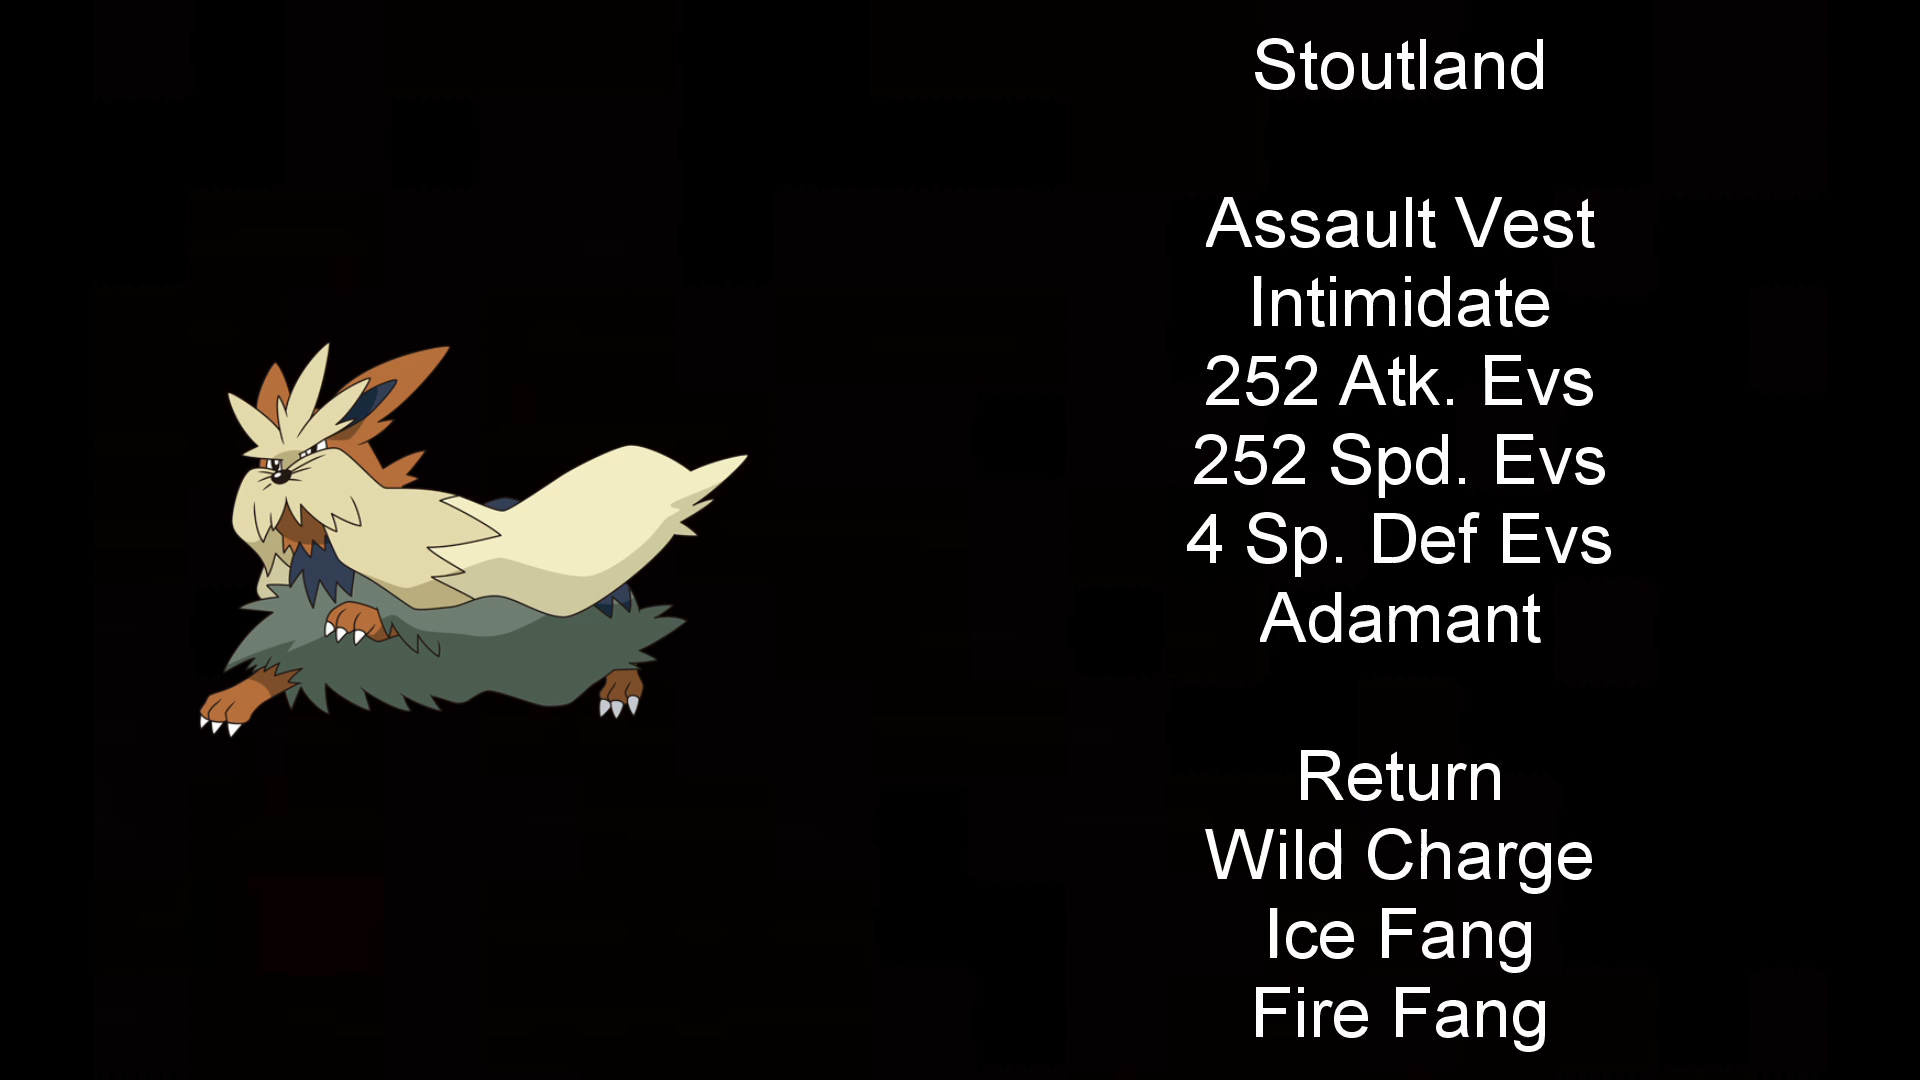 Stoutland
Assault Vest
Intimidate
252 Atk. Evs
252 Spd. Evs
4 Sp. Def Evs
Adamant
Return
Wild Charge
Ice Fang
Fire Fang